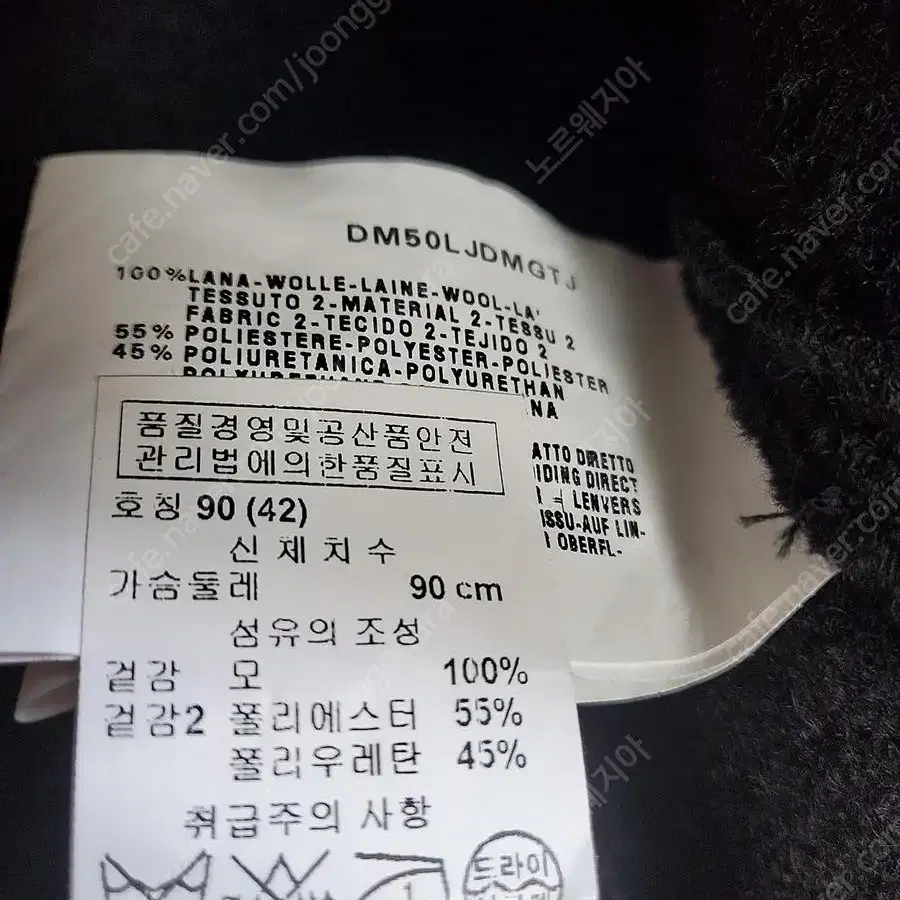 DM50LJDMGTJ
100%LANA-WOLLE-LAINE-WOOL-LA'
TESSUTO 2-MATERIAL 2-TESSU 2
FABRIC 2-TECIDO 2-TEJIDO 2
55% POLIESTERE-POLYESTER-POLIESTER
45% POLIURETANICA-POLYURETHAN
NA
ATTO DIRETTO
IDING DIRECT
LENVERS
ISSU-AUF LIN-
OBERFL-
품질경영및공산품안전
관리법에의한품질표시
호칭 90 (42)
신체치수
가슴둘레 90 cm
섬유의 조성
겉감 모 100%
겉감2 폴리에스터 55%
폴리우레탄 45%
취급주의 사항
드라이
노르웨지아
cafe.naver.com/joongg